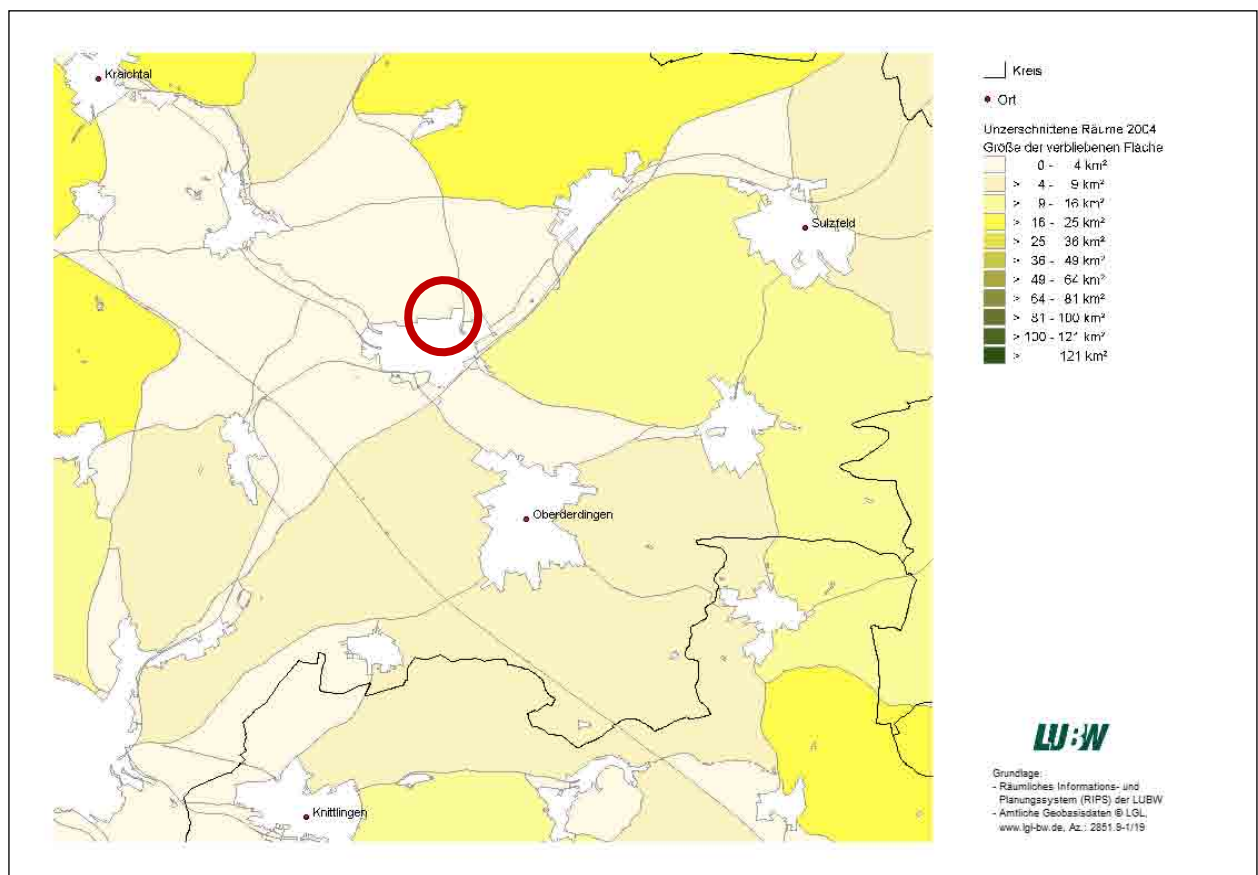 Kraichtal
Sulzfeld
Oberderdingen
Knittlingen
Kreis
Ort
Unzerschnittene Räume 2004
Größe der verbliebenen Fläche
0 - 4 km²
> 4 - 9 km²
> 9 - 16 km²
> 16 - 25 km²
> 25 36 km²
> 36 - 49 km²
> 49 - 64 km²
> 64 - 81 km²
> 81 - 100 km²
> 100 - 121 km²
> 121 km²
LUBW
Grundlage:
- Räumliches Informations- und
Planungssystem (RIPS) der LUBW
- Amtliche Geobasisdaten © LGL,
www.lgl-bw.de, Az.: 2851.9-1/19